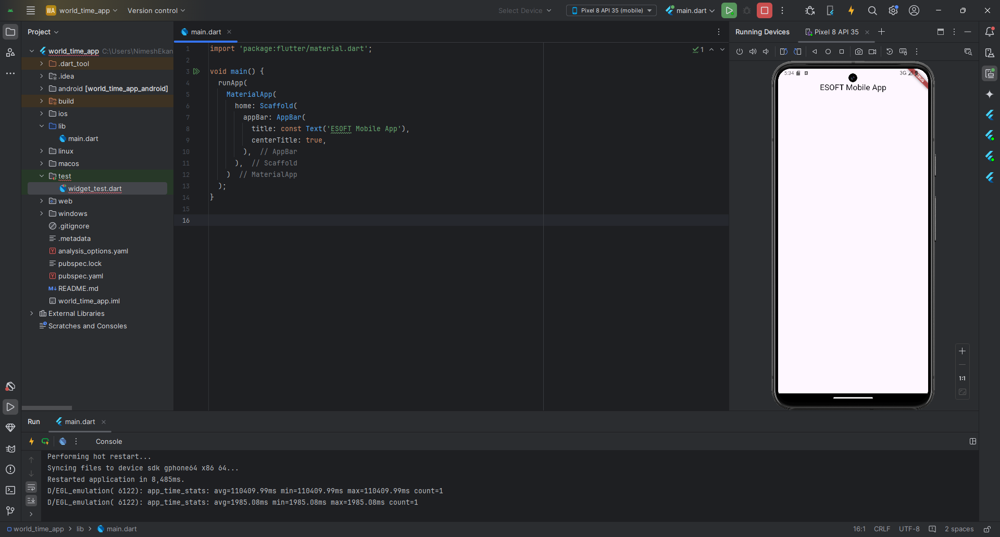 WA world_time_app Version control Select Device Pixel 8 API 35 (mobile) main.dart
Project
main.dart
Running Devices Pixel 8 API 35
world_time_app C:\Users\NimeshEkan
.dart_tool
.idea
android [world_time_app_android]
build
ios
lib
main.dart
linux
macos
test
widget_test.dart
web
windows
.gitignore
.metadata
analysis_options.yaml
pubspec.lock
pubspec.yaml
README.md
world_time_app.iml
External Libraries
Scratches and Consoles
1 import 'package:flutter/material.dart';
2
3 void main() {
4 runApp(
5 MaterialApp(
6 home: Scaffold(
7 appBar: AppBar(
8 title: const Text('ESOFT Mobile App'),
9 centerTitle: true,
10 ), // AppBar
11 ), // Scaffold
12 ) // MaterialApp
13 );
14 }
15
16
1
5:34 3G
ESOFT Mobile App
1:1
Run main.dart
Console
Performing hot restart...
Syncing files to device sdk gphone64 x86 64...
Restarted application in 8,485ms.
D/EGL_emulation( 6122): app_time_stats: avg=110409.99ms min=110409.99ms max=110409.99ms count=1
D/EGL_emulation( 6122): app_time_stats: avg=1985.08ms min=1985.08ms max=1985.08ms count=1
world_time_app > lib > main.dart
16:1 CRLF UTF-8 2 spaces